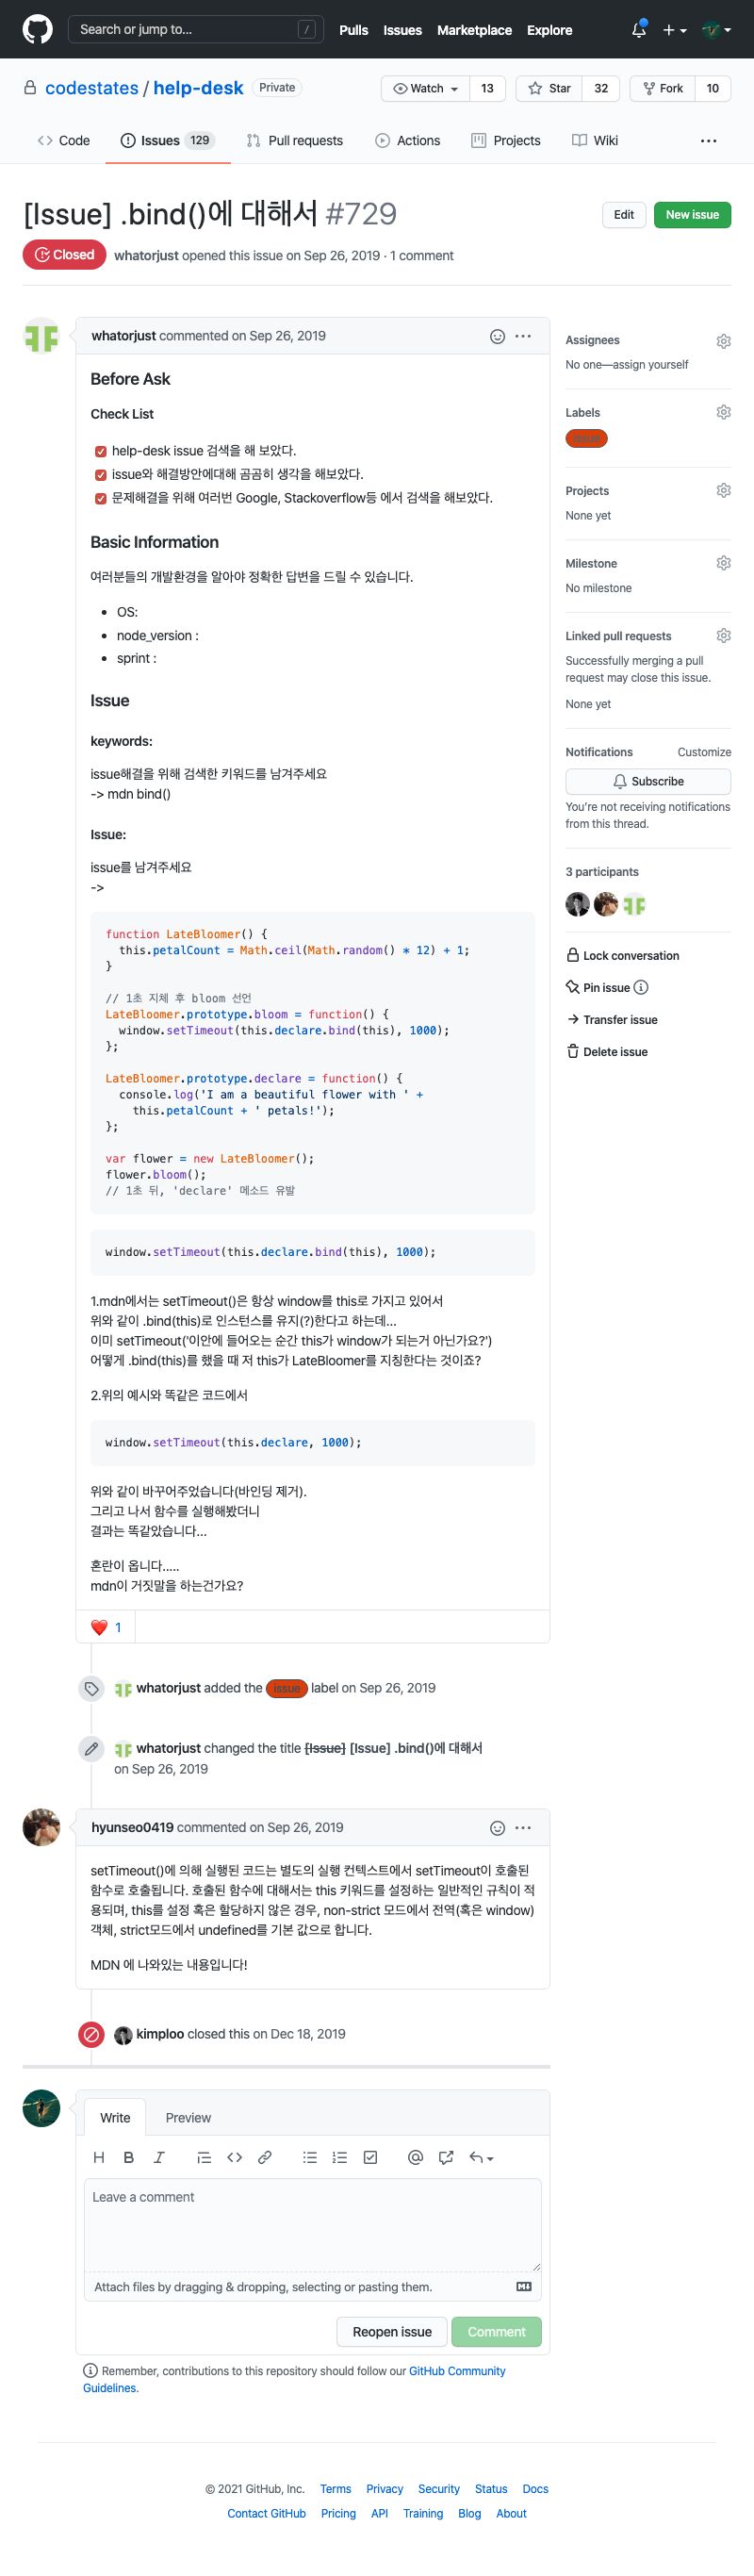 Search or jump to... /
Pulls Issues Marketplace Explore
codestates / help-desk Private
Watch 13 Star 32 Fork 10
Code Issues 129 Pull requests Actions Projects Wiki
[Issue] .bind()에 대해서 #729
Edit New issue
Closed whatorjust opened this issue on Sep 26, 2019 · 1 comment
whatorjust commented on Sep 26, 2019
Before Ask
Check List
help-desk issue 검색을 해 보았다.
issue와 해결방안에대해 곰곰히 생각을 해보았다.
문제해결을 위해 여러번 Google, Stackoverflow등 에서 검색을 해보았다.
Basic Information
여러분들의 개발환경을 알아야 정확한 답변을 드릴 수 있습니다.
OS:
node_version :
sprint :
Issue
keywords:
issue해결을 위해 검색한 키워드를 남겨주세요
-> mdn bind()
Issue:
issue를 남겨주세요
->
function LateBloomer() {
this.petalCount = Math.ceil(Math.random() * 12) + 1;
}
// 1초 지체 후 bloom 선언
LateBloomer.prototype.bloom = function() {
window.setTimeout(this.declare.bind(this), 1000);
};
LateBloomer.prototype.declare = function() {
console.log('I am a beautiful flower with ' +
this.petalCount + ' petals!');
};
var flower = new LateBloomer();
flower.bloom();
// 1초 뒤, 'declare' 메소드 유발
window.setTimeout(this.declare.bind(this), 1000);
1.mdn에서는 setTimeout()은 항상 window를 this로 가지고 있어서
위와 같이 .bind(this)로 인스턴스를 유지(?)한다고 하는데...
이미 setTimeout('이안에 들어오는 순간 this가 window가 되는거 아닌가요?')
어떻게 .bind(this)를 했을 때 저 this가 LateBloomer를 지칭한다는 것이죠?
2.위의 예시와 똑같은 코드에서
window.setTimeout(this.declare, 1000);
위와 같이 바꾸어주었습니다(바인딩 제거).
그리고 나서 함수를 실행해봤더니
결과는 똑같았습니다...
혼란이 옵니다.....
mdn이 거짓말을 하는건가요?
1
whatorjust added the issue label on Sep 26, 2019
whatorjust changed the title [Issue] [Issue] .bind()에 대해서
on Sep 26, 2019
hyunseo0419 commented on Sep 26, 2019
setTimeout()에 의해 실행된 코드는 별도의 실행 컨텍스트에서 setTimeout이 호출된
함수로 호출됩니다. 호출된 함수에 대해서는 this 키워드를 설정하는 일반적인 규칙이 적
용되며, this를 설정 혹은 할당하지 않은 경우, non-strict 모드에서 전역(혹은 window)
객체, strict모드에서 undefined를 기본 값으로 합니다.
MDN 에 나와있는 내용입니다!
kimploo closed this on Dec 18, 2019
Write Preview
Leave a comment
Attach files by dragging & dropping, selecting or pasting them.
Reopen issue Comment
Remember, contributions to this repository should follow our GitHub Community
Guidelines.
Assignees
No one—assign yourself
Labels
issue
Projects
None yet
Milestone
No milestone
Linked pull requests
Successfully merging a pull
request may close this issue.
None yet
Notifications Customize
Subscribe
You're not receiving notifications
from this thread.
3 participants
Lock conversation
Pin issue
Transfer issue
Delete issue
© 2021 GitHub, Inc. Terms Privacy Security Status Docs
Contact GitHub Pricing API Training Blog About